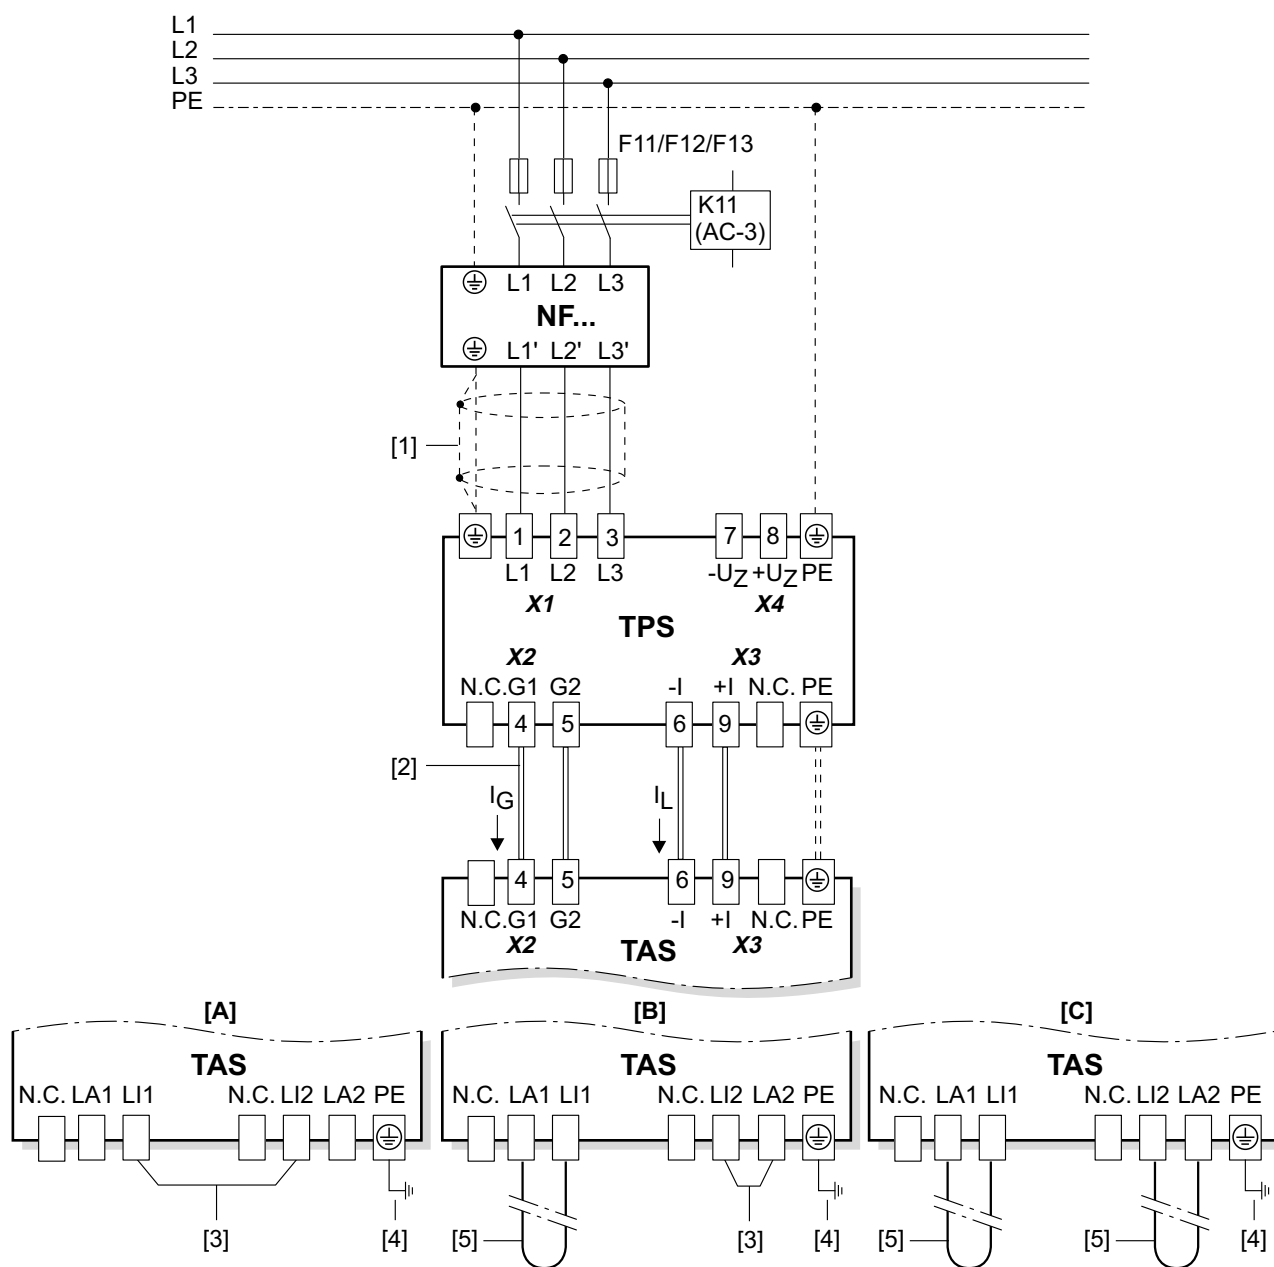 L1
L2
L3
PE
F11/F12/F13
K11
(AC-3)
L1 L2 L3
NF...
L1' L2' L3'
[1]
1 2 3 7 8
L1 L2 L3 -UZ +UZ PE
X1 X4
TPS
X2 X3
N.C. G1 G2 -I +I N.C. PE
4 5 6 9
[2]
IG IL
4 5 6 9
N.C. G1 G2 -I +I N.C. PE
X2 TAS X3
[A] [B] [C]
TAS TAS TAS
N.C. LA1 LI1 N.C. LI2 LA2 PE N.C. LA1 LI1 N.C. LI2 LA2 PE N.C. LA1 LI1 N.C. LI2 LA2 PE
[3] [4] [5] [3] [4] [5] [5] [4]